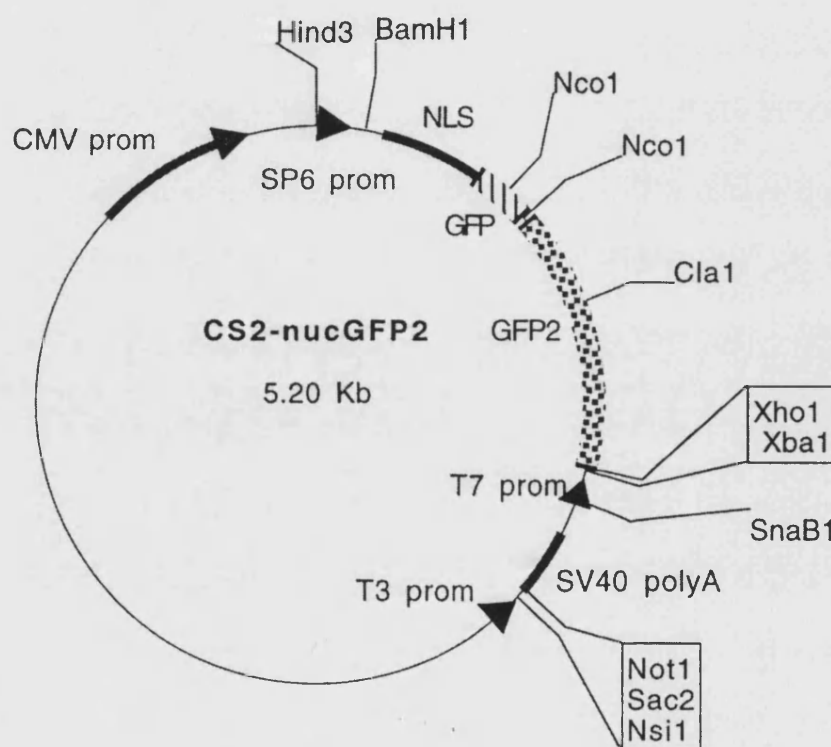 Hind3 BamH1
CMV prom
SP6 prom
NLS
Nco1
Nco1
GFP
Cla1
GFP2
CS2-nucGFP2
5.20 Kb
Xho1
Xba1
T7 prom
SnaB1
SV40 polyA
T3 prom
Not1
Sac2
Nsi1